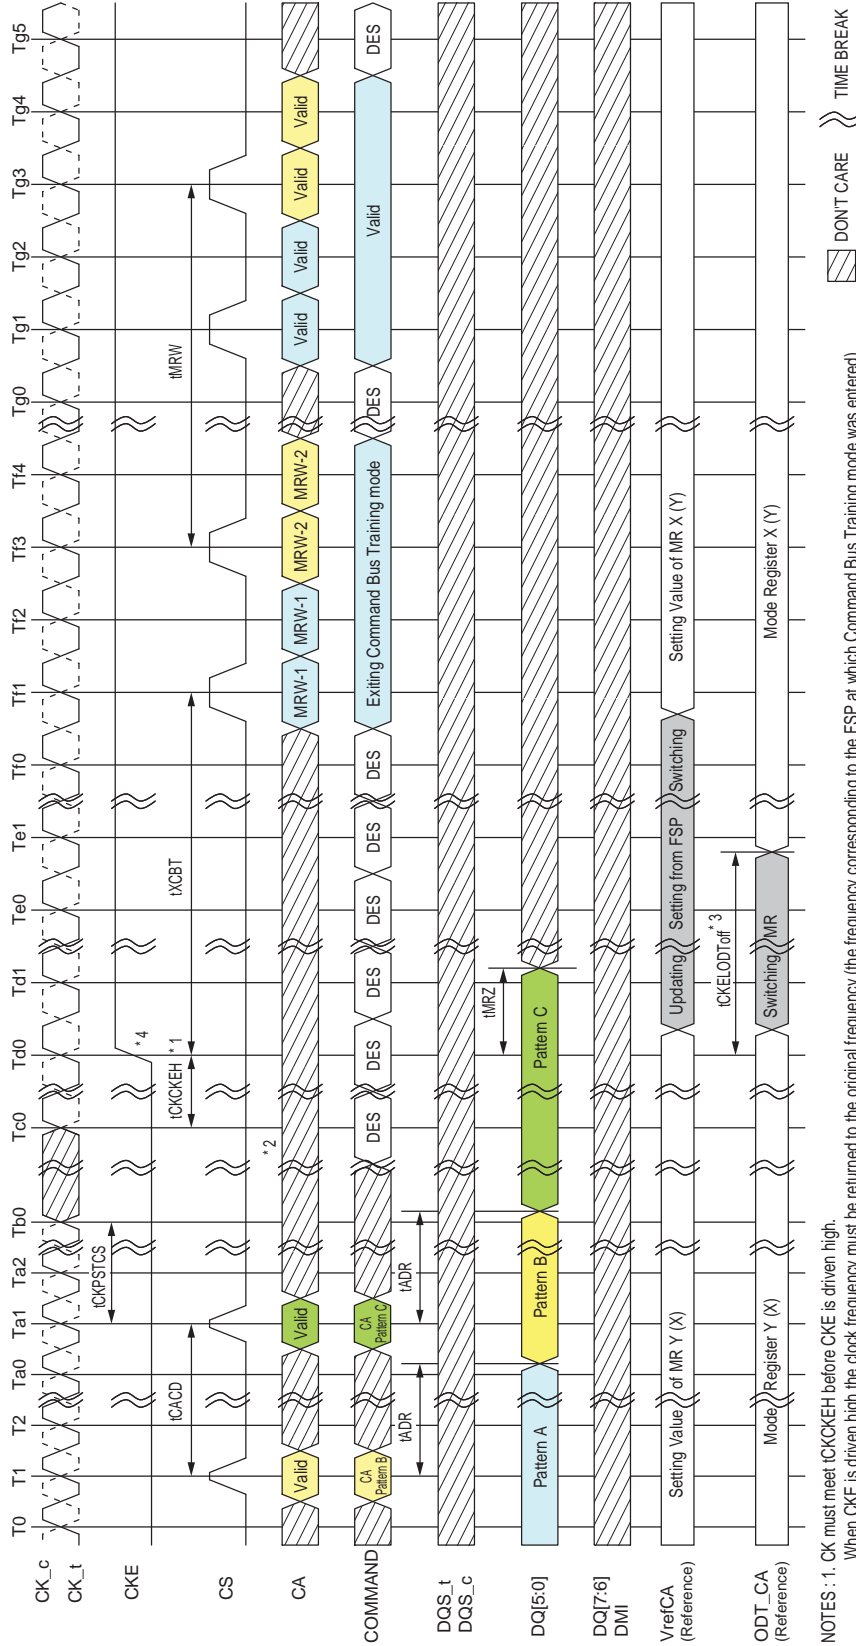 T0 T1 T2 Ta0 Ta1 Ta2 Tb0 Tc0 Td0 Td1 Te0 Te1 Tf0 Tf1 Tf2 Tf3 Tf4 Tg0 Tg1 Tg2 Tg3 Tg4 Tg5
CK_c
CK_t
tCKPSTCS
CKE
* 4
tCACD tCKCKEH * 1 tXCBT tMRW
CS
* 2
CA
Valid Valid MRW-1 MRW-1 MRW-2 MRW-2 Valid Valid Valid Valid
COMMAND
CA Pattern B
CA Pattern C
DES DES DES DES DES DES Exiting Command Bus Training mode DES Valid DES
tADR tADR
DQS_t
DQS_c
tMRZ
DQ[5:0]
Pattern A Pattern B Pattern C
DQ[7:6]
DMI
VrefCA
(Reference)
Setting Value of MR Y (X) Updating Setting from FSP Switching Setting Value of MR X (Y)
tCKELODToff * 3
ODT_CA
(Reference)
Mode Register Y (X) Switching MR Mode Register X (Y)
DON'T CARE TIME BREAK
NOTES : 1. CK must meet tCKCKEH before CKE is driven high.
When CKE is driven high the clock frequency must be returned to the original frequency (the frequency corresponding to the FSP at which Command Bus Training mode was entered)